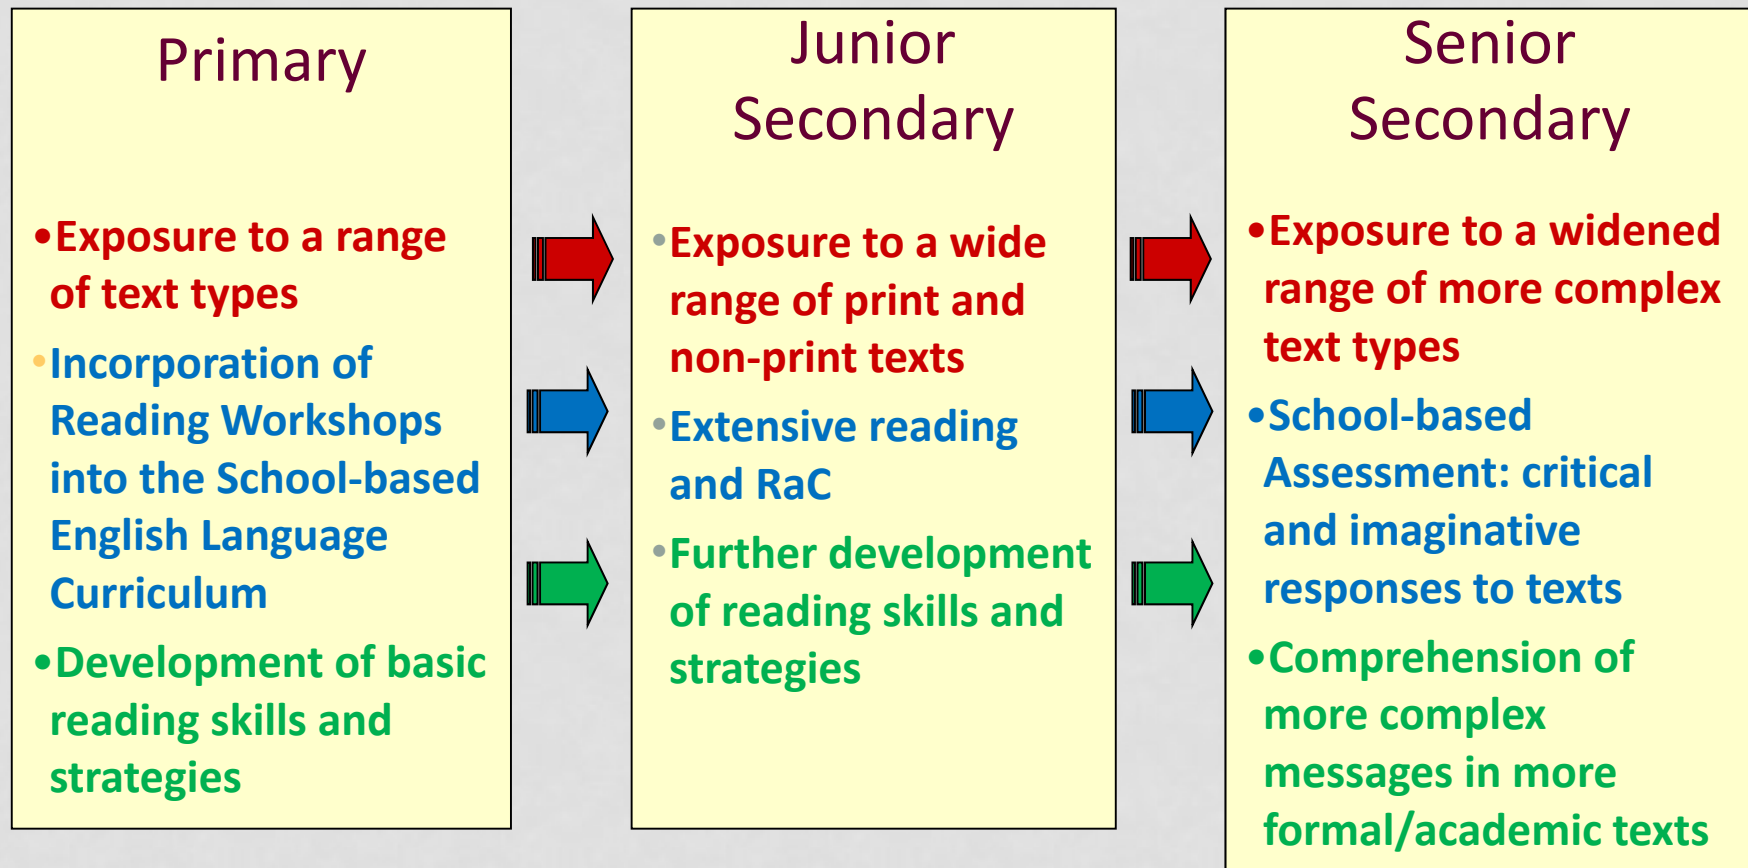 Primary
•Exposure to a range
of text types
•Incorporation of
Reading Workshops
into the School-based
English Language
Curriculum
•Development of basic
reading skills and
strategies
Junior
Secondary
•Exposure to a wide
range of print and
non-print texts
•Extensive reading
and RaC
•Further development
of reading skills and
strategies
Senior
Secondary
•Exposure to a widened
range of more complex
text types
•School-based
Assessment: critical
and imaginative
responses to texts
•Comprehension of
more complex
messages in more
formal/academic texts